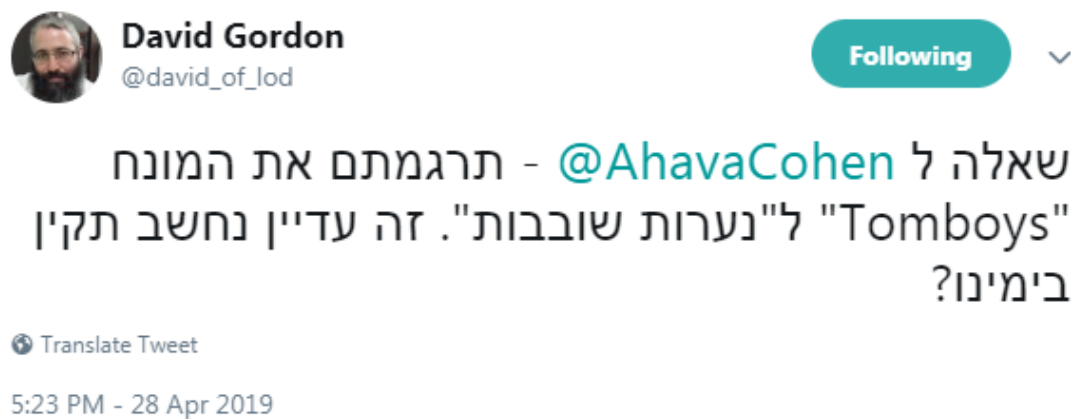 David Gordon
@david_of_lod
Following
שאלה ל @AhavaCohen - תרגמתם את המונח
"Tomboys" ל"נערות שובבות". זה עדיין נחשב תקין
בימינו?
Translate Tweet
5:23 PM - 28 Apr 2019